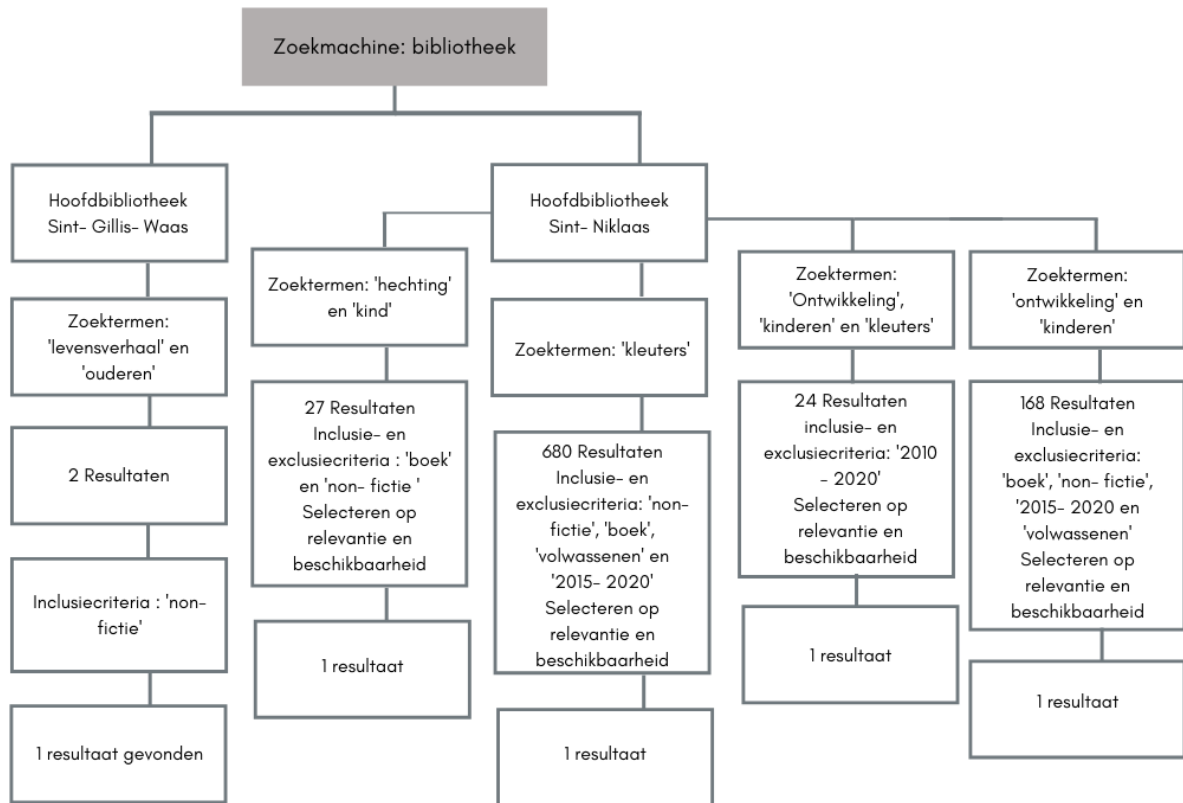 Zoekmachine: bibliotheek
Hoofdbibliotheek
Sint- Gillis- Waas
Zoektermen:
'levensverhaal' en
'ouderen'
2 Resultaten
Inclusiecriteria : 'non-
fictie'
1 resultaat gevonden
Hoofdbibliotheek
Sint- Niklaas
Zoektermen: 'hechting'
en 'kind'
27 Resultaten
Inclusie- en
exclusiecriteria : 'boek'
en 'non- fictie '
Selecteren op
relevantie en
beschikbaarheid
1 resultaat
Zoektermen: 'kleuters'
680 Resultaten
Inclusie- en
exclusiecriteria: 'non-
fictie', 'boek',
'volwassenen' en
'2015- 2020'
Selecteren op
relevantie en
beschikbaarheid
1 resultaat
Zoektermen:
'Ontwikkeling',
'kinderen' en 'kleuters'
24 Resultaten
inclusie- en
exclusiecriteria: '2010
- 2020'
Selecteren op
relevantie en
beschikbaarheid
1 resultaat
Zoektermen:
'ontwikkeling' en
'kinderen'
168 Resultaten
Inclusie- en
exclusiecriteria:
'boek', 'non- fictie',
'2015- 2020 en
'volwassenen'
Selecteren op
relevantie en
beschikbaarheid
1 resultaat